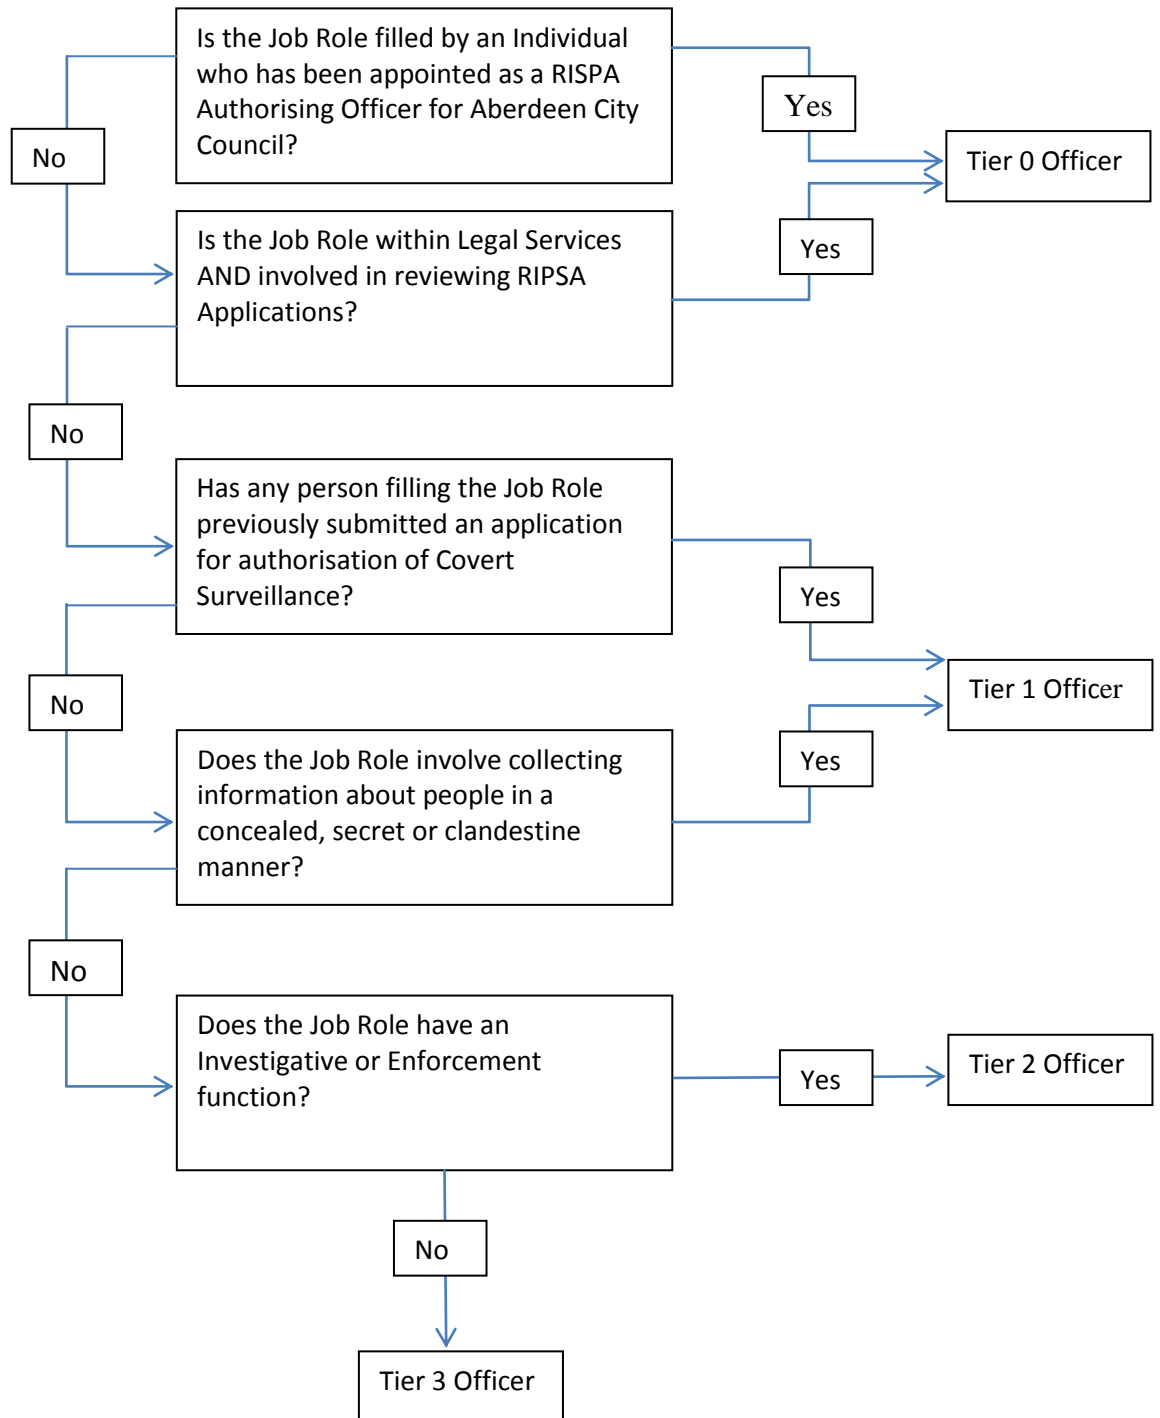 Is the Job Role filled by an Individual
who has been appointed as a RISPA
Authorising Officer for Aberdeen City
Council?
Yes
No
Tier 0 Officer
Is the Job Role within Legal Services
AND involved in reviewing RIPSA
Applications?
Yes
No
Has any person filling the Job Role
previously submitted an application
for authorisation of Covert
Surveillance?
Yes
No
Tier 1 Officer
Does the Job Role involve collecting
information about people in a
concealed, secret or clandestine
manner?
Yes
No
Does the Job Role have an
Investigative or Enforcement
function?
Yes
Tier 2 Officer
No
Tier 3 Officer